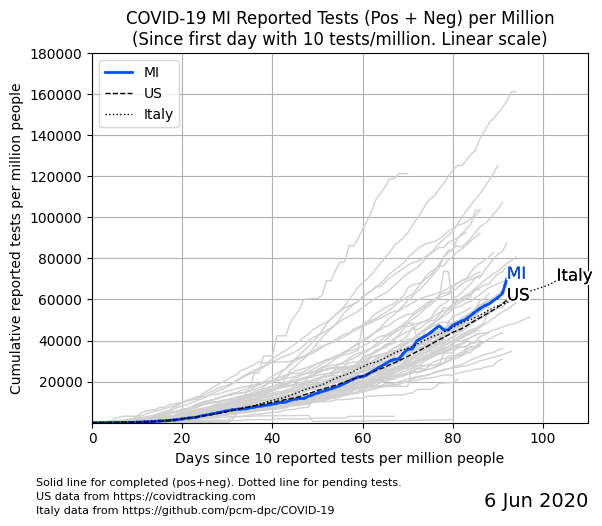 COVID-19 MI Reported Tests (Pos + Neg) per Million
(Since first day with 10 tests/million. Linear scale)
Cumulative reported tests per million people
180000
160000
140000
120000
100000
80000
60000
40000
20000
MI
US
Italy
MI
Italy
US
0
20
40
60
80
100
Days since 10 reported tests per million people
Solid line for completed (pos+neg). Dotted line for pending tests.
US data from https://covidtracking.com
Italy data from https://github.com/pcm-dpc/COVID-19
6 Jun 2020